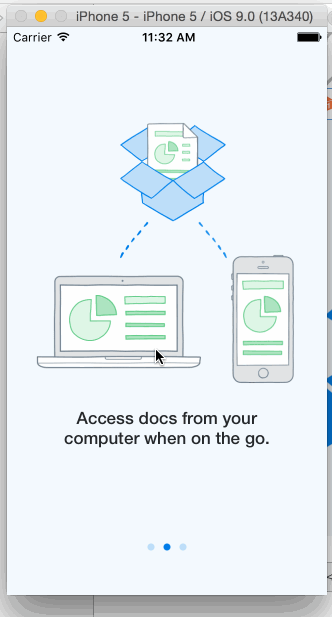 iPhone 5 - iPhone 5 / iOS 9.0 (13A340)
Carrier 11:32 AM
Access docs from your
computer when on the go.